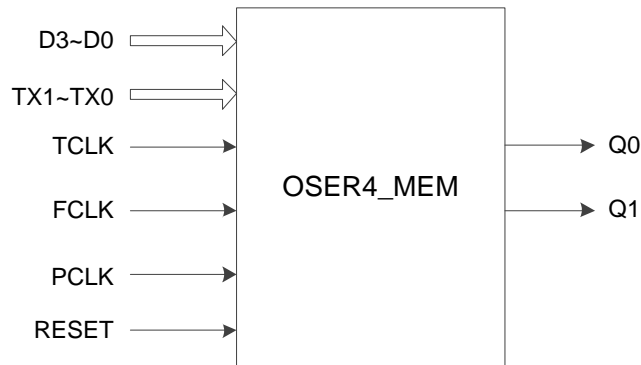 D3~D0
TX1~TX0
TCLK
FCLK
PCLK
RESET
OSER4_MEM
Q0
Q1